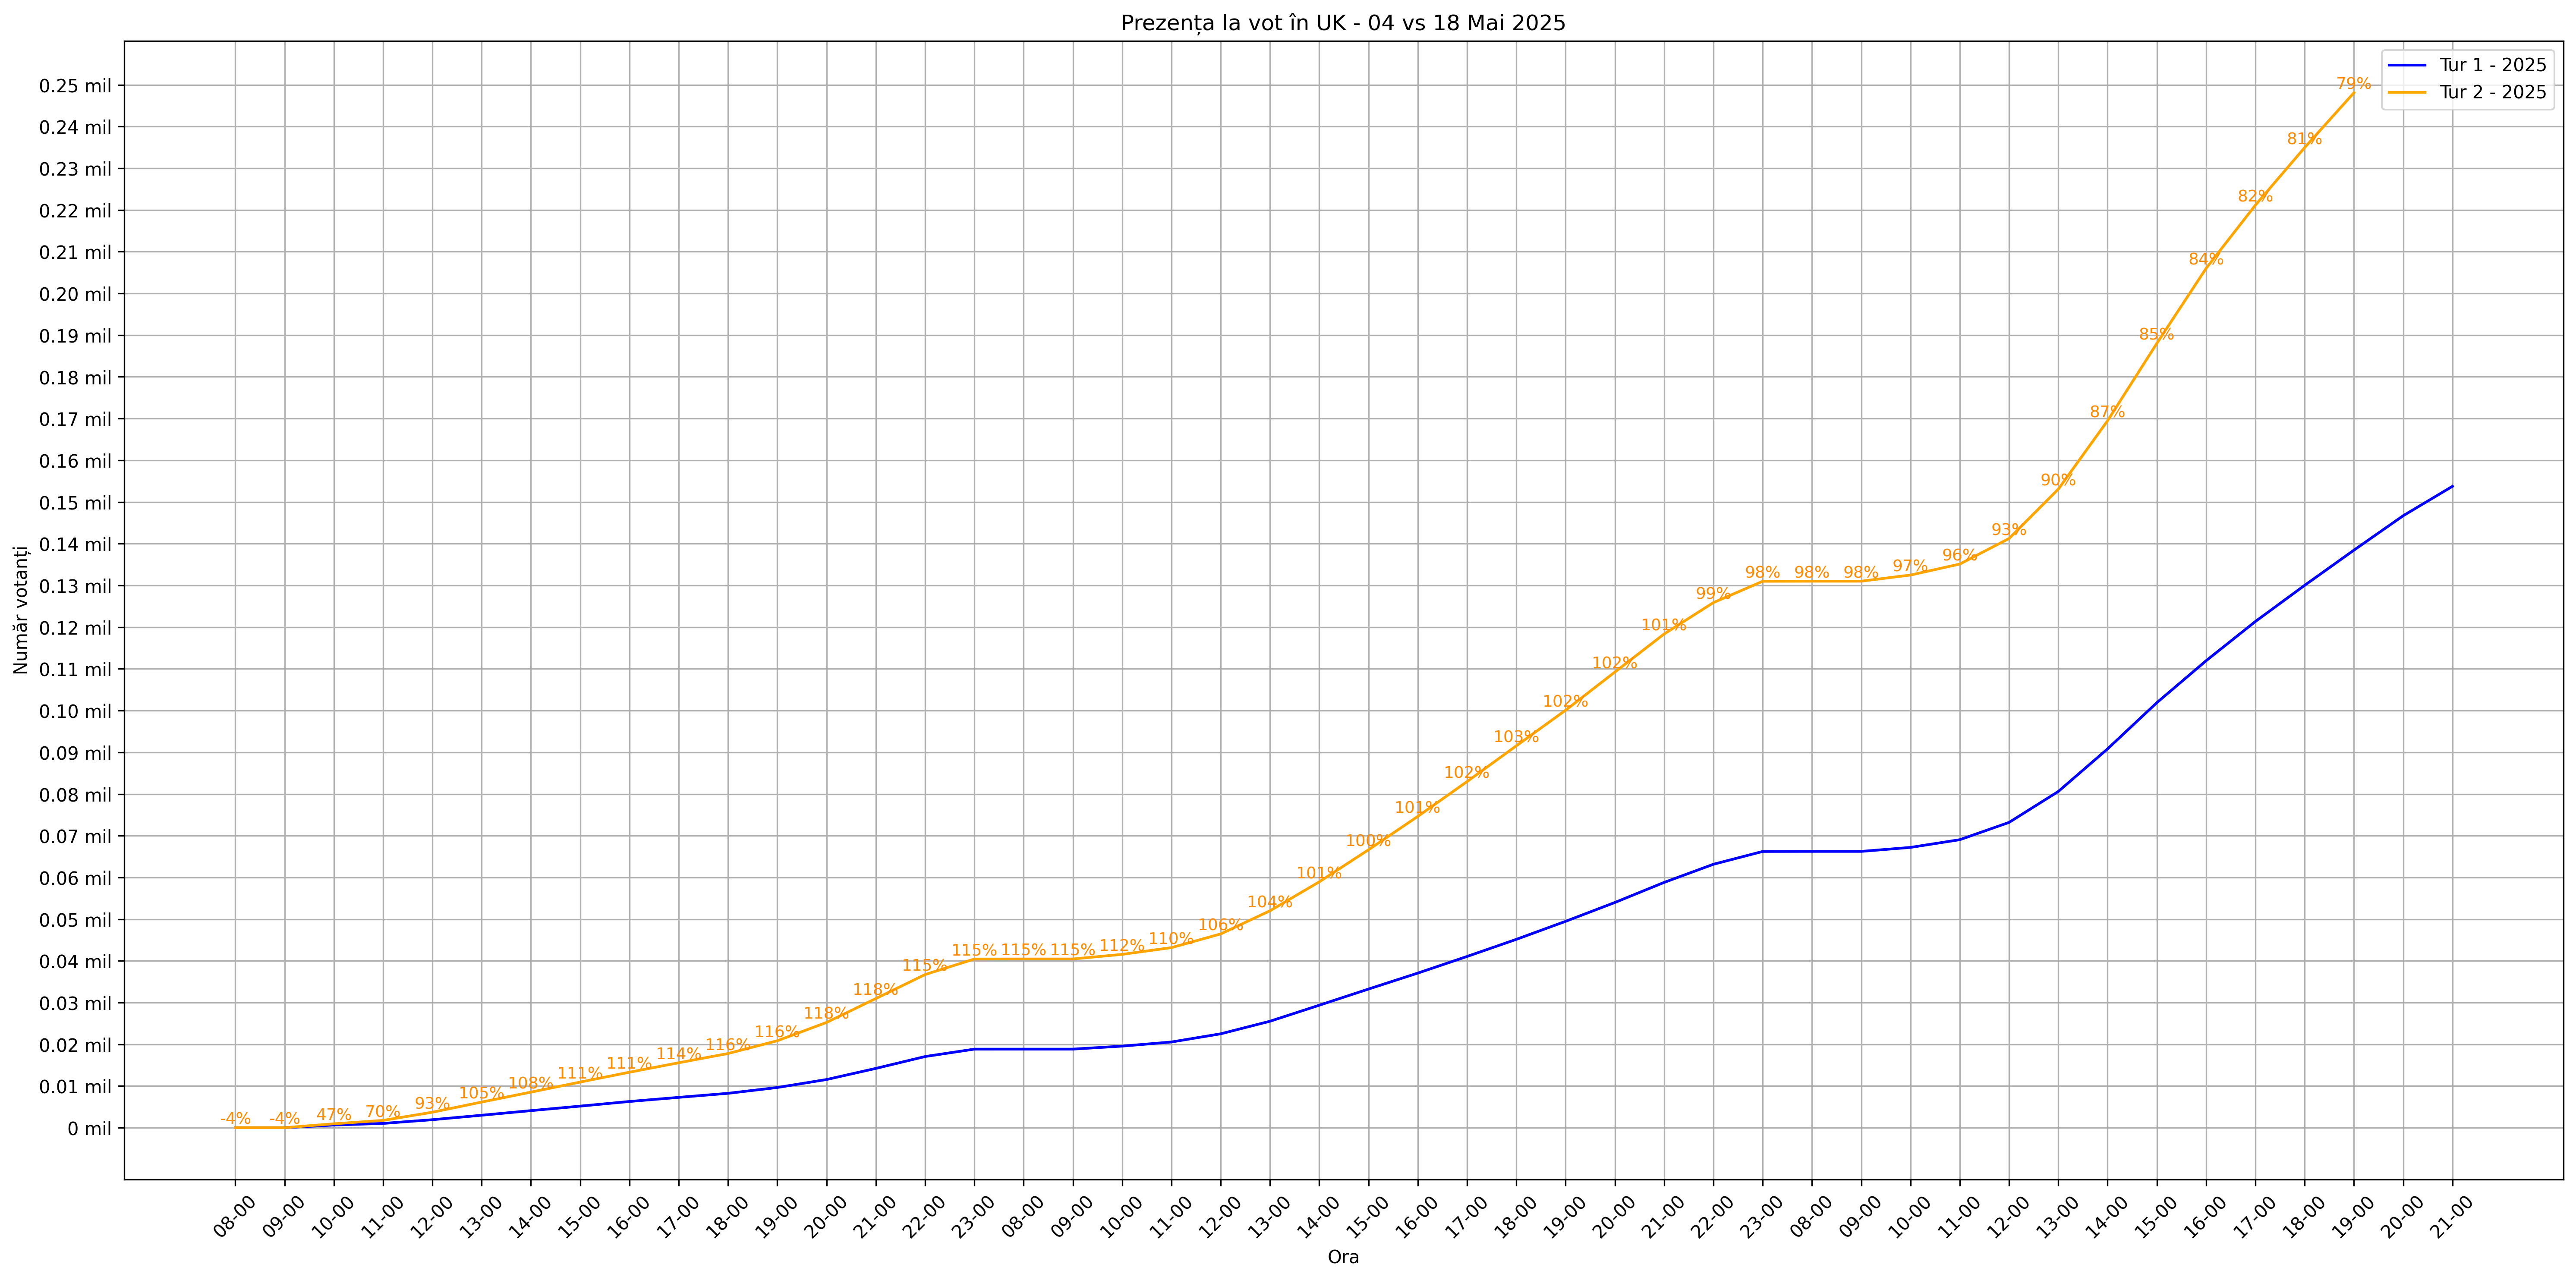 Prezența la vot în UK - 04 vs 18 Mai 2025
Tur 1 - 2025
Tur 2 - 2025
Număr votanți
0.25 mil
0.24 mil
0.23 mil
0.22 mil
0.21 mil
0.20 mil
0.19 mil
0.18 mil
0.17 mil
0.16 mil
0.15 mil
0.14 mil
0.13 mil
0.12 mil
0.11 mil
0.10 mil
0.09 mil
0.08 mil
0.07 mil
0.06 mil
0.05 mil
0.04 mil
0.03 mil
0.02 mil
0.01 mil
0 mil
-4%
-4%
47%
70%
93%
105%
108%
111%
111%
114%
116%
116%
118%
118%
115%
115%
115%
115%
112%
110%
106%
104%
101%
100%
101%
102%
103%
102%
102%
101%
99%
98%
98%
98%
97%
96%
93%
90%
87%
85%
84%
82%
81%
79%
08-00
09-00
10-00
11-00
12-00
13-00
14-00
15-00
16-00
17-00
18-00
19-00
20-00
21-00
22-00
23-00
08-00
09-00
10-00
11-00
12-00
13-00
14-00
15-00
16-00
17-00
18-00
19-00
20-00
21-00
22-00
23-00
08-00
09-00
10-00
11-00
12-00
13-00
14-00
15-00
16-00
17-00
18-00
19-00
20-00
21-00
Ora